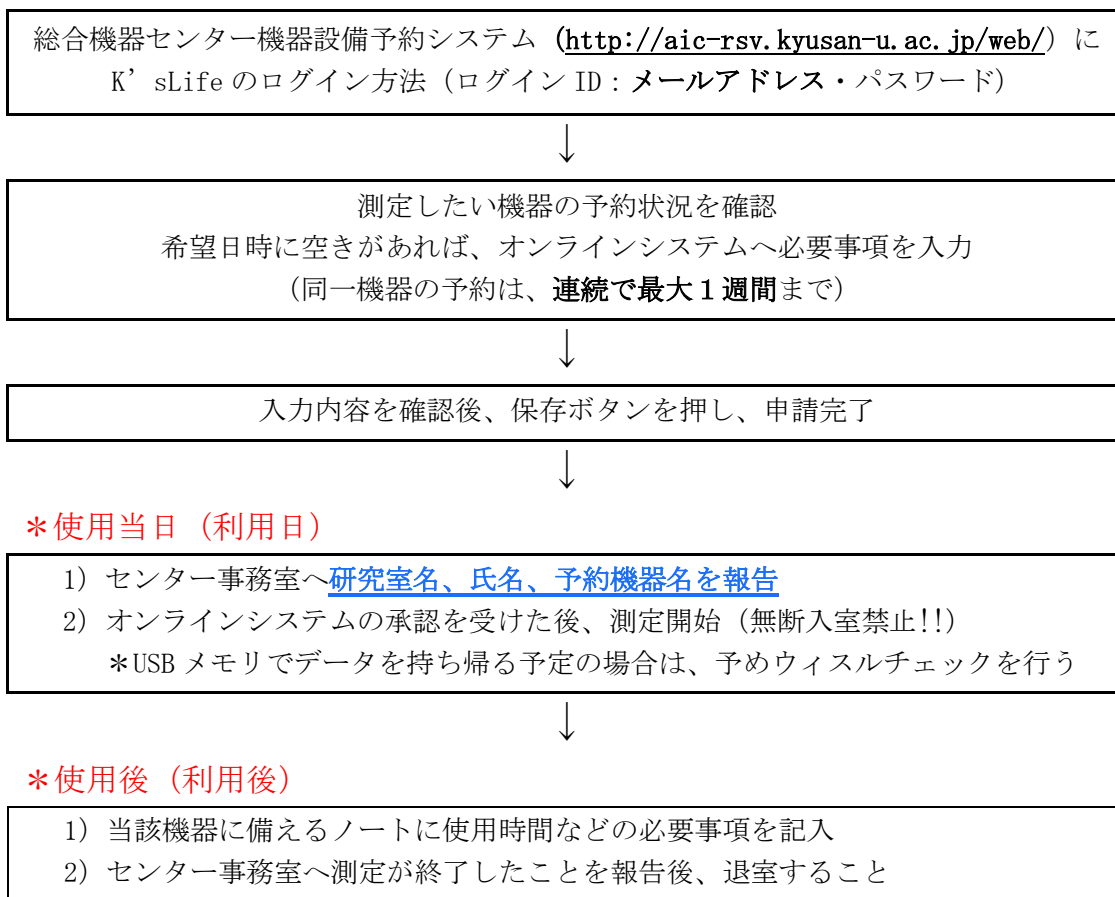 総合機器センター機器設備予約システム（http://aic-rsv.kyusan-u.ac.jp/web/）に
K’sLifeのログイン方法（ログインID：メールアドレス・パスワード）
↓
測定したい機器の予約状況を確認
希望日時に空きがあれば、オンラインシステムへ必要事項を入力
（同一機器の予約は、連続で最大１週間まで）
↓
入力内容を確認後、保存ボタンを押し、申請完了
↓
＊使用当日（利用日）
1）センター事務室へ研究室名、氏名、予約機器名を報告
2）オンラインシステムの承認を受けた後、測定開始（無断入室禁止!!）
＊USBメモリでデータを持ち帰る予定の場合は、予めウィスルチェックを行う
↓
＊使用後（利用後）
1）当該機器に備えるノートに使用時間などの必要事項を記入
2）センター事務室へ測定が終了したことを報告後、退室すること